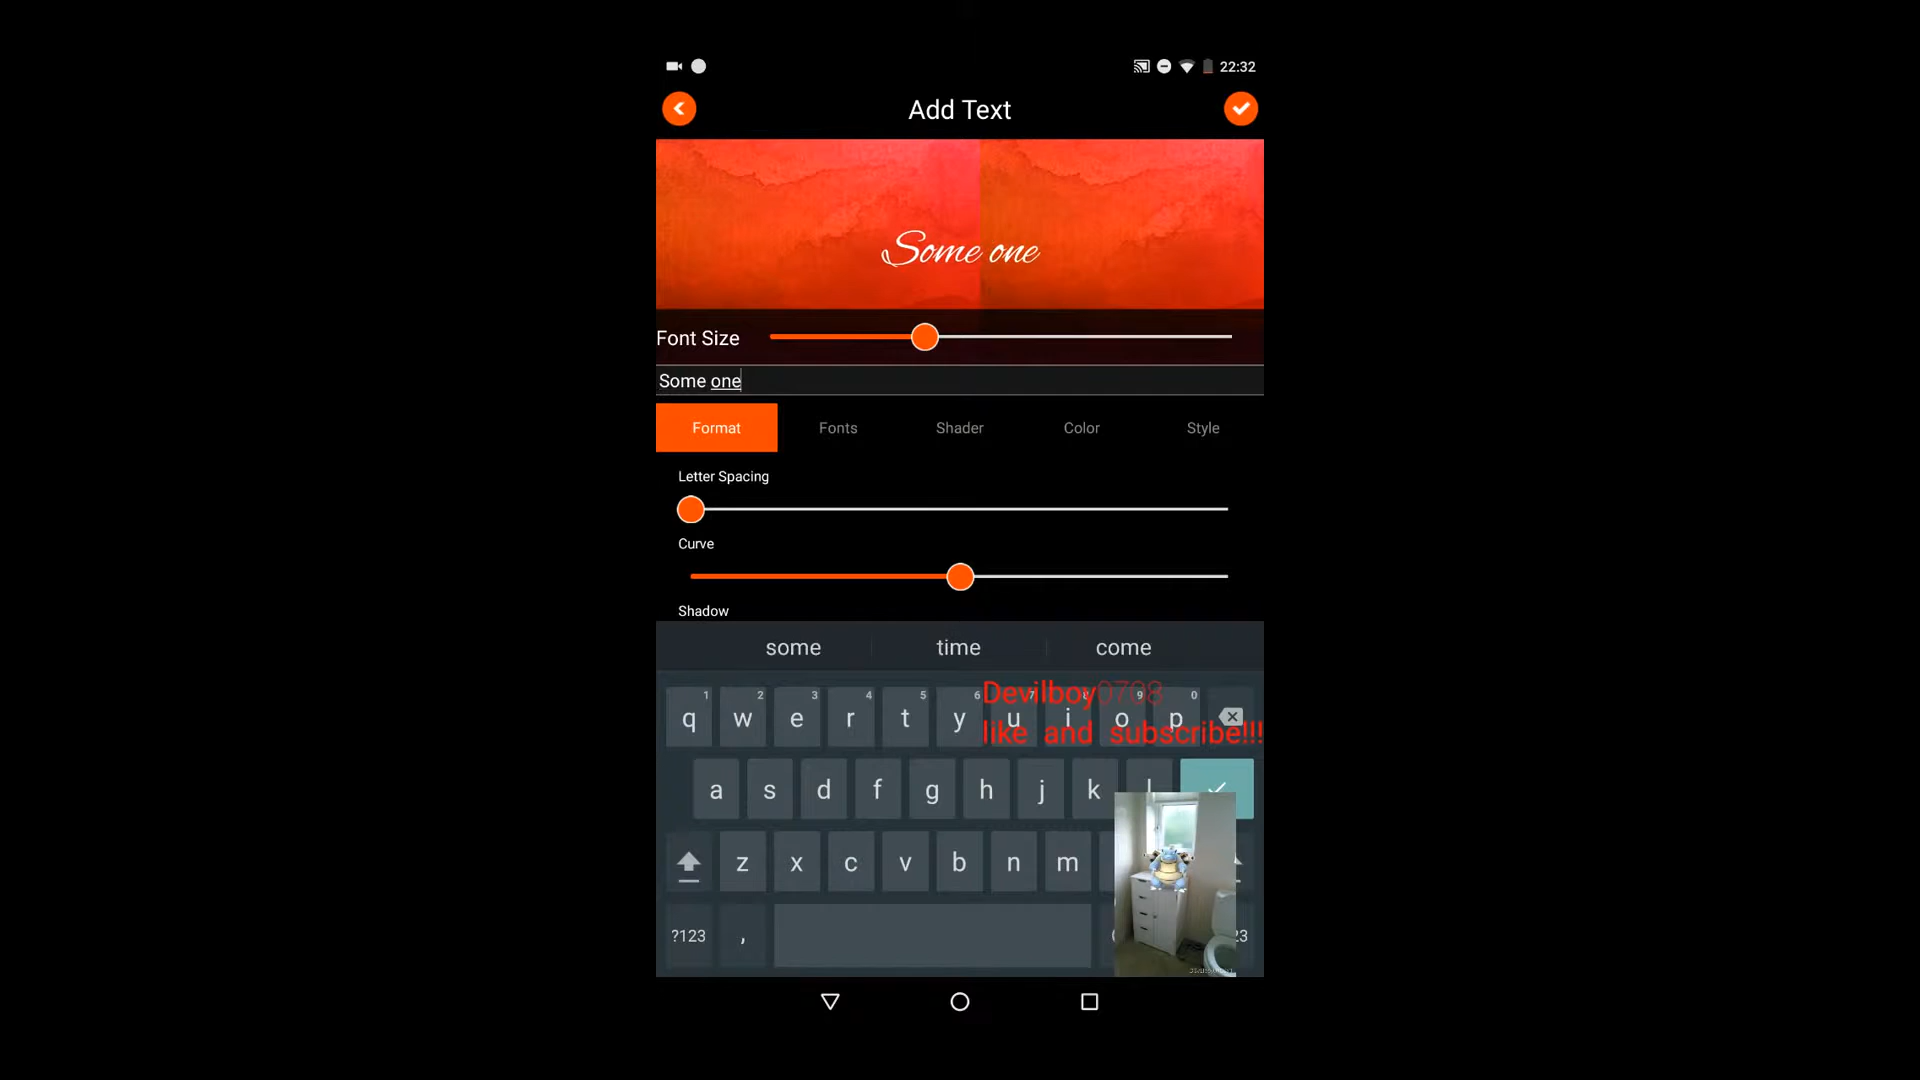 22:32
Add Text
Some one
Font Size
Some one
Format Fonts Shader Color Style
Letter Spacing
Curve
Shadow
some time come
1 2 3 4 5 6 7 8 9 0
q w e r t y u i o p
Devilboy0708
like and subscribe!!!
a s d f g h j k l
z x c v b n m
?123 ,